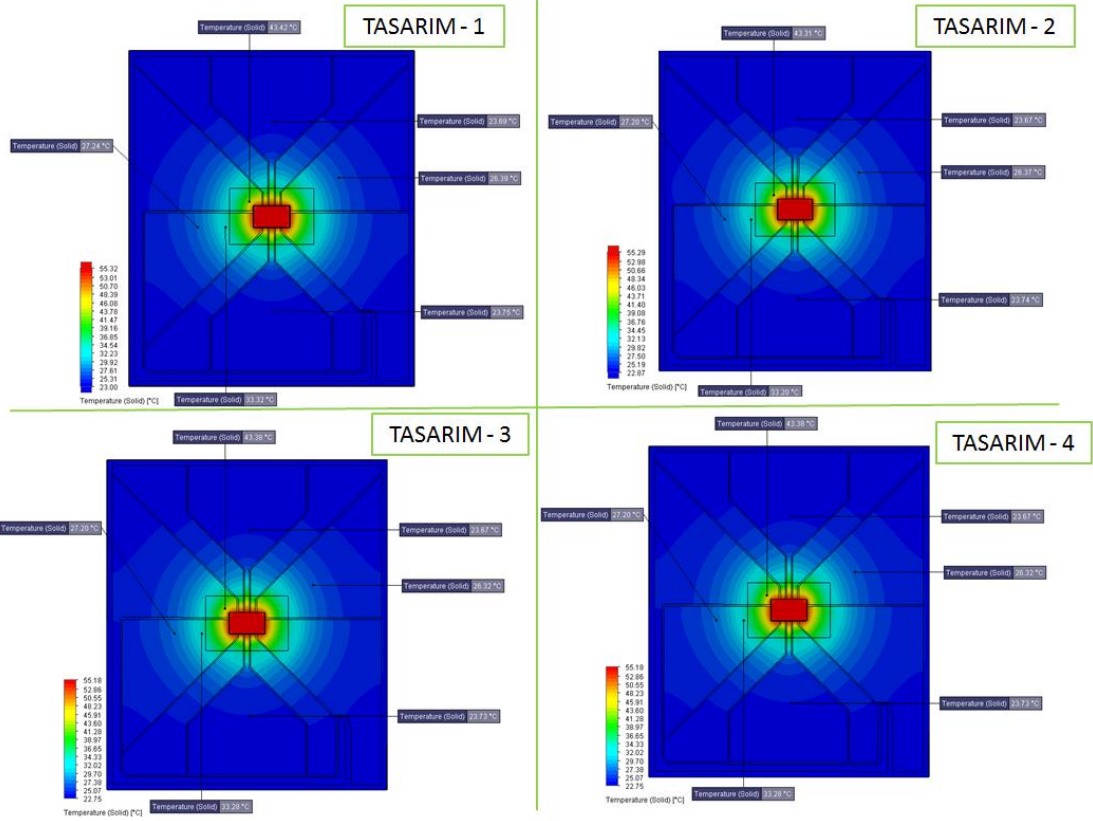 TASARIM - 1
Temperature (Solid) 43.42 °C
Temperature (Solid) 23.69 °C
Temperature (Solid) 27.24 °C
Temperature (Solid) 26.39 °C
Temperature (Solid) 23.75 °C
55.32
53.01
50.70
48.39
46.08
43.78
41.47
39.16
36.85
34.54
32.23
29.92
27.61
25.31
23.00
Temperature (Solid) [°C]
Temperature (Solid) 33.32 °C
TASARIM - 2
Temperature (Solid) 43.31 °C
Temperature (Solid) 23.67 °C
Temperature (Solid) 27.20 °C
Temperature (Solid) 26.37 °C
Temperature (Solid) 23.74 °C
55.29
52.98
50.66
48.34
46.03
43.71
41.40
39.08
36.76
34.45
32.13
29.82
27.50
25.19
22.87
Temperature (Solid) [°C]
Temperature (Solid) 33.20 °C
TASARIM - 3
Temperature (Solid) 43.38 °C
Temperature (Solid) 27.20 °C
Temperature (Solid) 23.67 °C
Temperature (Solid) 26.32 °C
Temperature (Solid) 23.73 °C
55.18
52.86
50.55
48.23
45.91
43.60
41.28
38.97
36.65
34.33
32.02
29.70
27.38
25.07
22.75
Temperature (Solid) [°C]
Temperature (Solid) 33.28 °C
TASARIM - 4
Temperature (Solid) 43.38 °C
Temperature (Solid) 27.20 °C
Temperature (Solid) 23.67 °C
Temperature (Solid) 26.32 °C
Temperature (Solid) 23.73 °C
55.18
52.86
50.55
48.23
45.91
43.60
41.28
38.97
36.65
34.33
32.02
29.70
27.38
25.07
22.75
Temperature (Solid) [°C]
Temperature (Solid) 33.28 °C